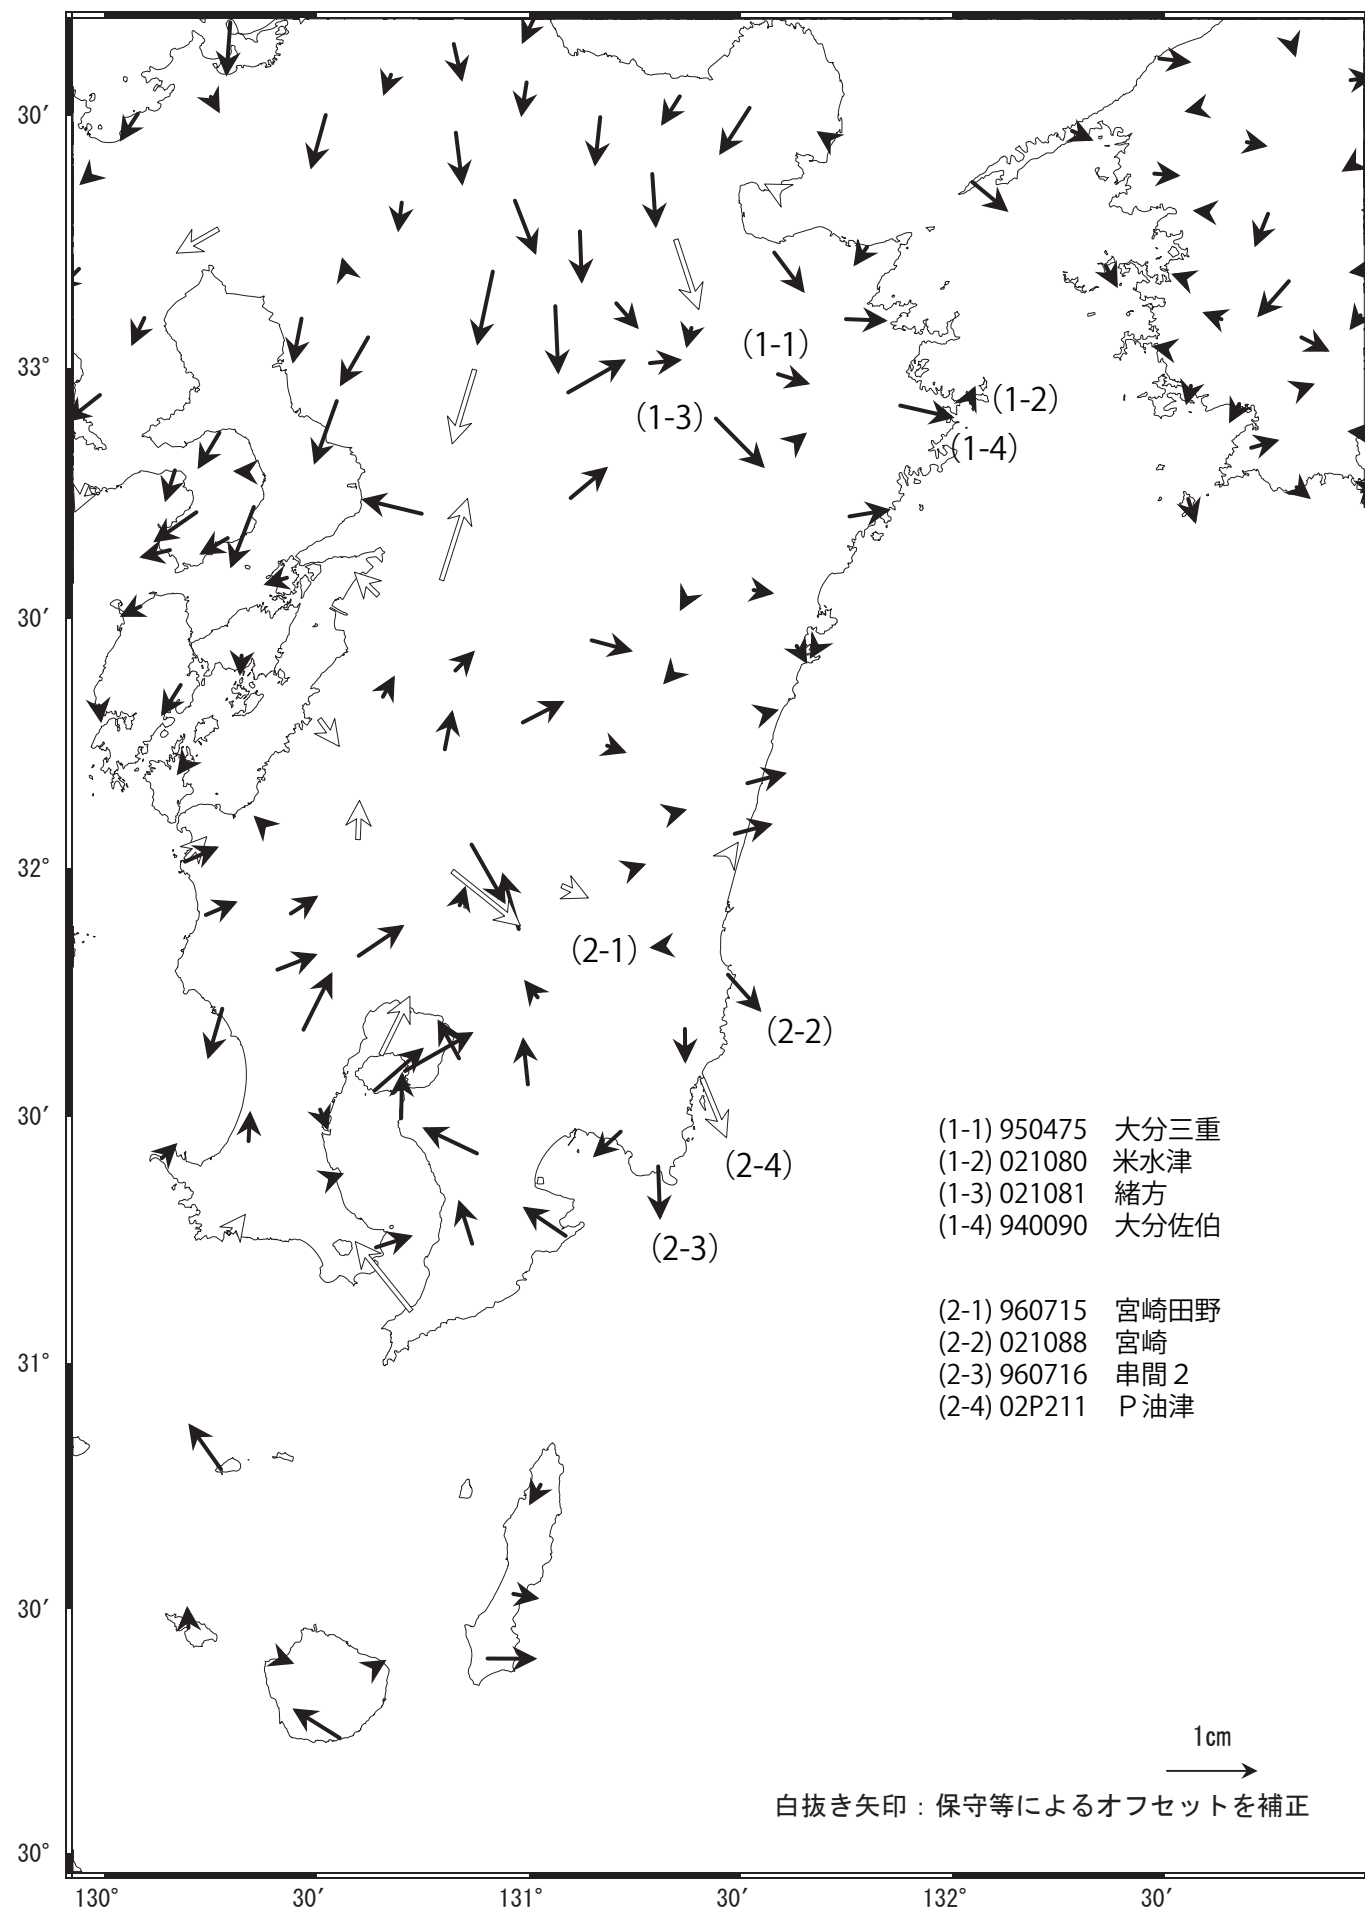 30′
33°
30′
32°
30′
31°
30′
30°
(1-1)
(1-3)
(1-2)
(1-4)
(2-1)
(2-2)
(2-4)
(2-3)
(1-1) 950475 大分三重
(1-2) 021080 米水津
(1-3) 021081 緒方
(1-4) 940090 大分佐伯
(2-1) 960715 宮崎田野
(2-2) 021088 宮崎
(2-3) 960716 串間２
(2-4) 02P211 Ｐ油津
1cm
白抜き矢印：保守等によるオフセットを補正
130° 30′ 131° 30′ 132° 30′